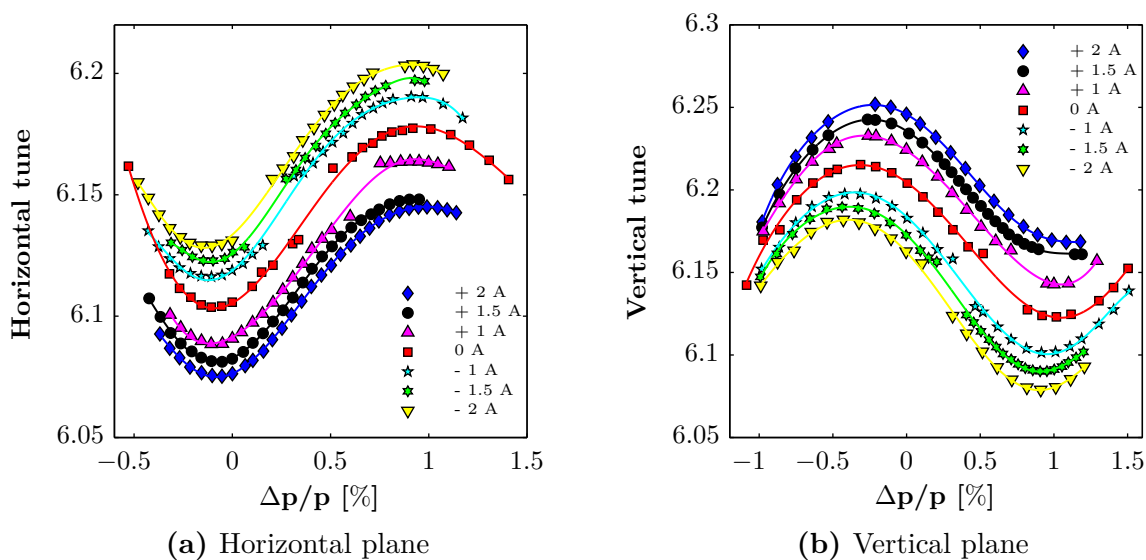 6.2
6.15
6.10
6.05
−0.5
0
0.5
1
1.5
Horizontal tune
Δp/p [%]
+ 2 A
+ 1.5 A
+ 1 A
0 A
- 1 A
- 1.5 A
- 2 A
(a) Horizontal plane
6.3
6.25
6.2
6.15
6.1
6.05
−1
−0.5
0
0.5
1
1.5
Vertical tune
Δp/p [%]
+ 2 A
+ 1.5 A
+ 1 A
0 A
- 1 A
- 1.5 A
- 2 A
(b) Vertical plane